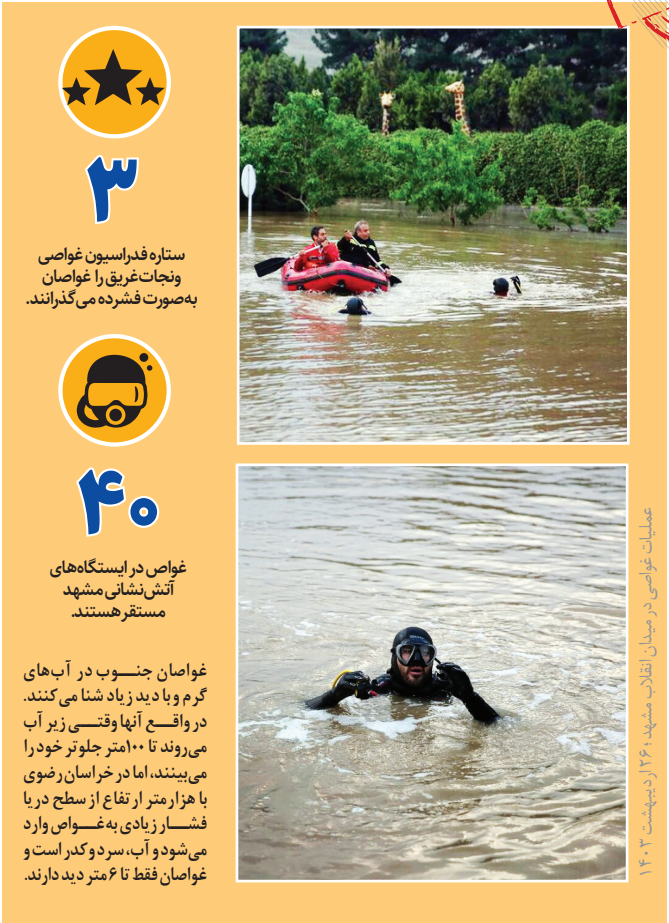 ۳
ستاره فدراسیون غواصی
و نجات‌غریق را غواصان
به‌صورت فشرده می‌گذرانند.
۴۰
غواص در ایستگاه‌های
آتش‌نشانی مشهد
مستقر هستند.
غواصان جنوب در آب‌های
گرم و با دید زیاد شنا می‌کنند.
در واقع آنها وقتی زیر آب
می‌روند تا ۱۰۰متر جلوتر خود را
می‌بینند، اما در خراسان رضوی
با هزار متر ارتفاع از سطح دریا
فشار زیادی به غواص وارد
می‌شود و آب، سرد و کدر است و
غواصان فقط تا ۶ متر دید دارند.
عملیات غواصی در میدان انقلاب مشهد؛ ۲۶ اردیبهشت ۱۴۰۳